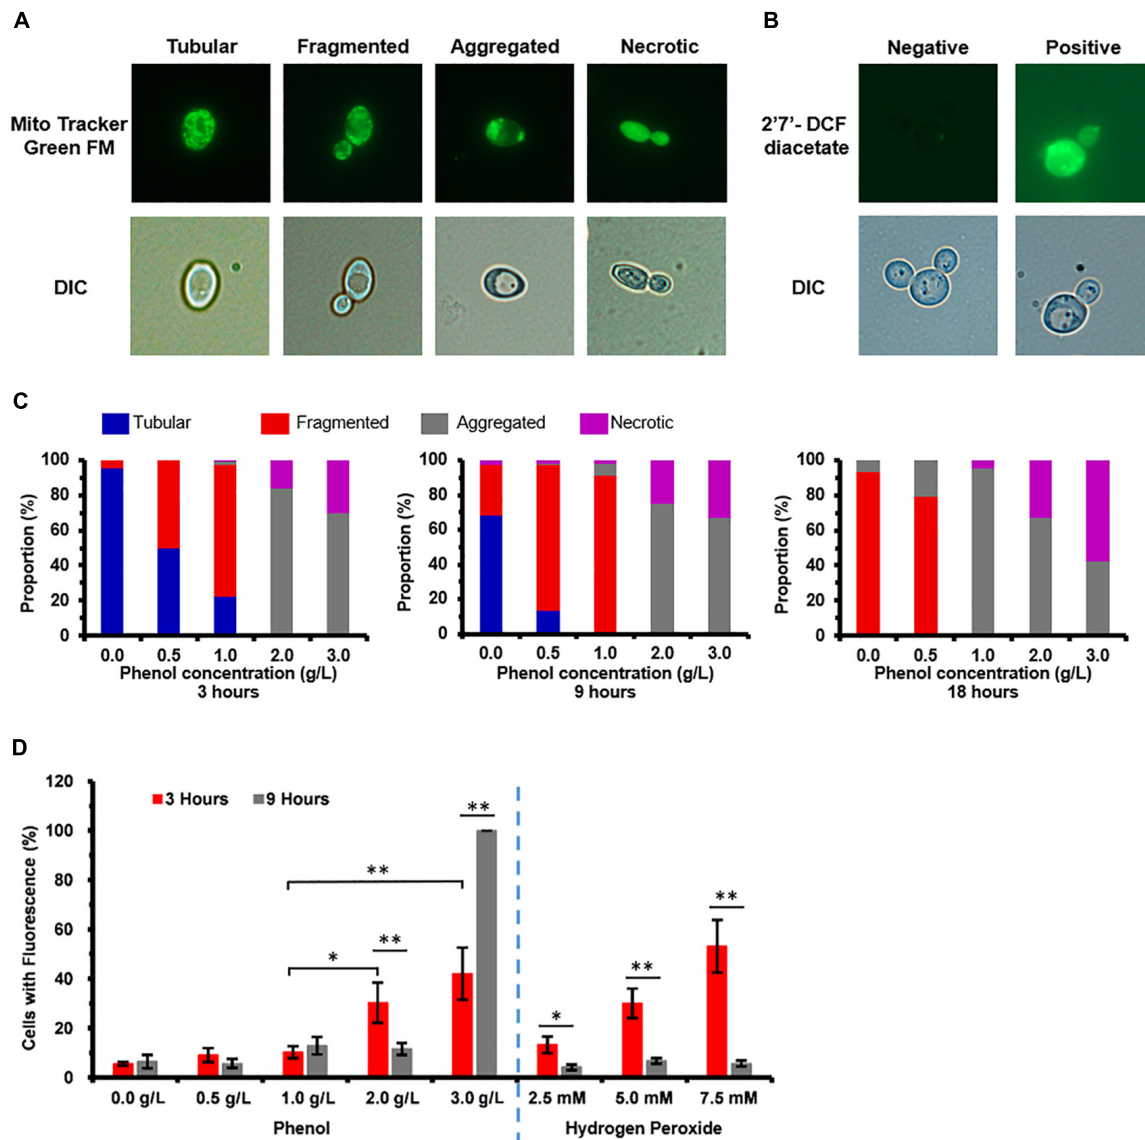 A
B
Tubular Fragmented Aggregated Necrotic
Negative Positive
Mito Tracker
Green FM
2'7'- DCF
diacetate
DIC
DIC
C
Tubular Fragmented Aggregated Necrotic
Proportion (%)
100
80
60
40
20
0
0.0 0.5 1.0 2.0 3.0
Phenol concentration (g/L)
3 hours
Proportion (%)
100
80
60
40
20
0
0.0 0.5 1.0 2.0 3.0
Phenol concentration (g/L)
9 hours
Proportion (%)
100
80
60
40
20
0
0.0 0.5 1.0 2.0 3.0
Phenol concentration (g/L)
18 hours
D
Cells with Fluorescence (%)
120
100
80
60
40
20
0
3 Hours 9 Hours
**
**
*
**
*
**
**
0.0 g/L 0.5 g/L 1.0 g/L 2.0 g/L 3.0 g/L 2.5 mM 5.0 mM 7.5 mM
Phenol Hydrogen Peroxide